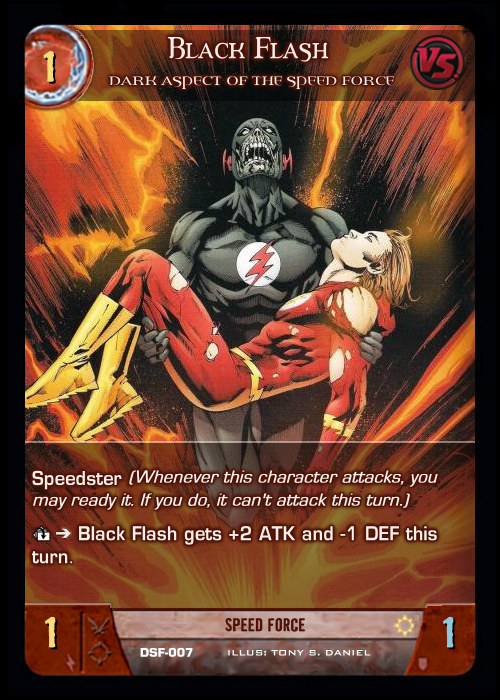 1
BLACK FLASH
DARK ASPECT OF THE SPEED FORCE
VS
Speedster (Whenever this character attacks, you
may ready it. If you do, it can't attack this turn.)
➔ Black Flash gets +2 ATK and -1 DEF this
turn.
1
SPEED FORCE
1
DSF-007 ILLUS: TONY S. DANIEL